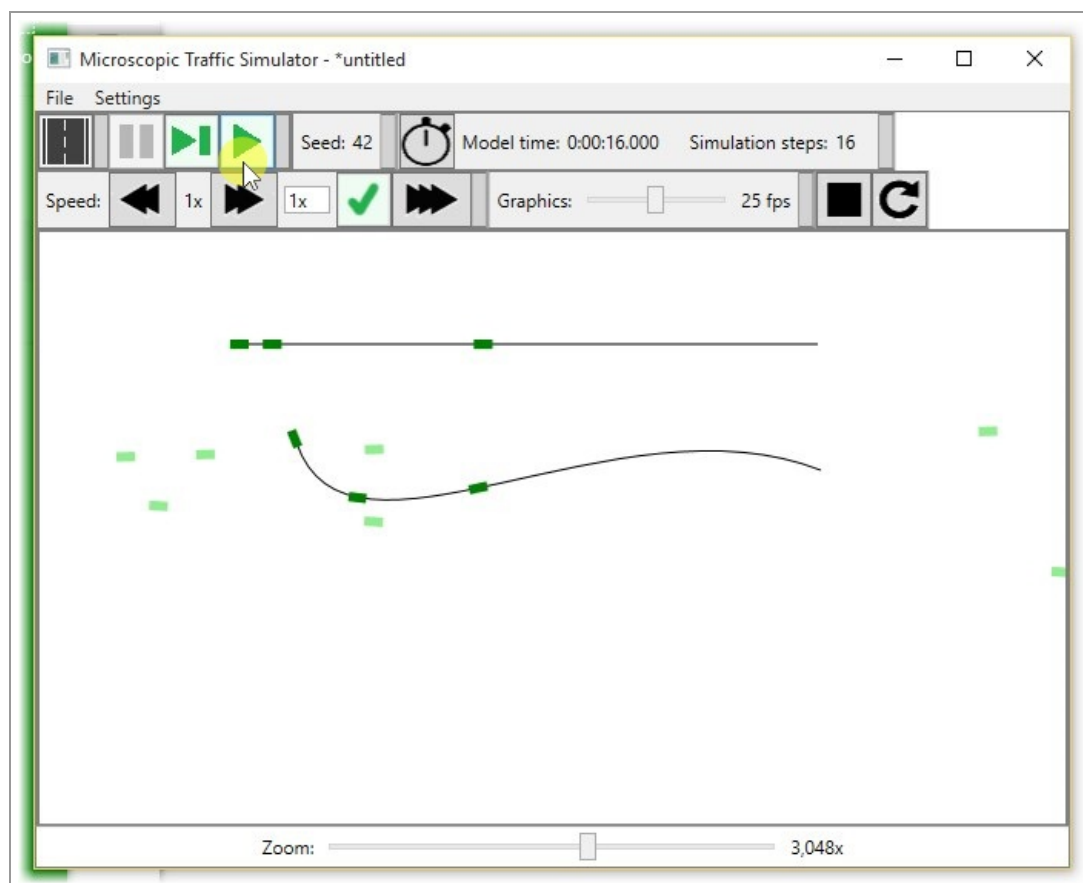 Microscopic Traffic Simulator - *untitled
File Settings
Seed: 42 Model time: 0:00:16.000 Simulation steps: 16
Speed: 1x 1x Graphics: 25 fps
Zoom: 3,048x